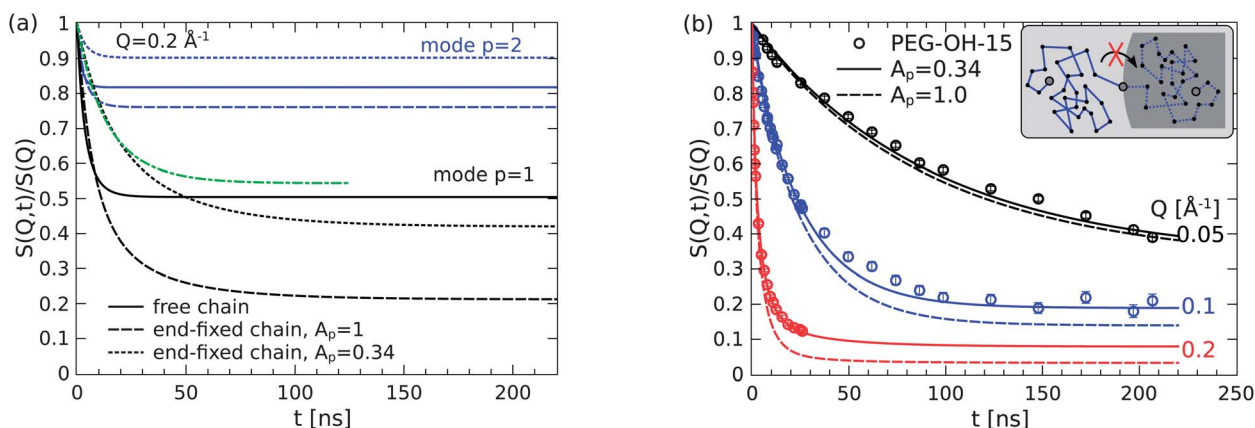 (a)
Q=0.2 Å⁻¹
mode p=2
mode p=1
free chain
end-fixed chain, Aₚ=1
end-fixed chain, Aₚ=0.34
S(Q,t)/S(Q)
1
0.9
0.8
0.7
0.6
0.5
0.4
0.3
0.2
0.1
0
0 50 100 150 200
t [ns]
(b)
PEG-OH-15
Aₚ=0.34
Aₚ=1.0
X
Q [Å⁻¹]
0.05
0.1
0.2
S(Q,t)/S(Q)
1
0.9
0.8
0.7
0.6
0.5
0.4
0.3
0.2
0.1
0
0 50 100 150 200 250
t [ns]